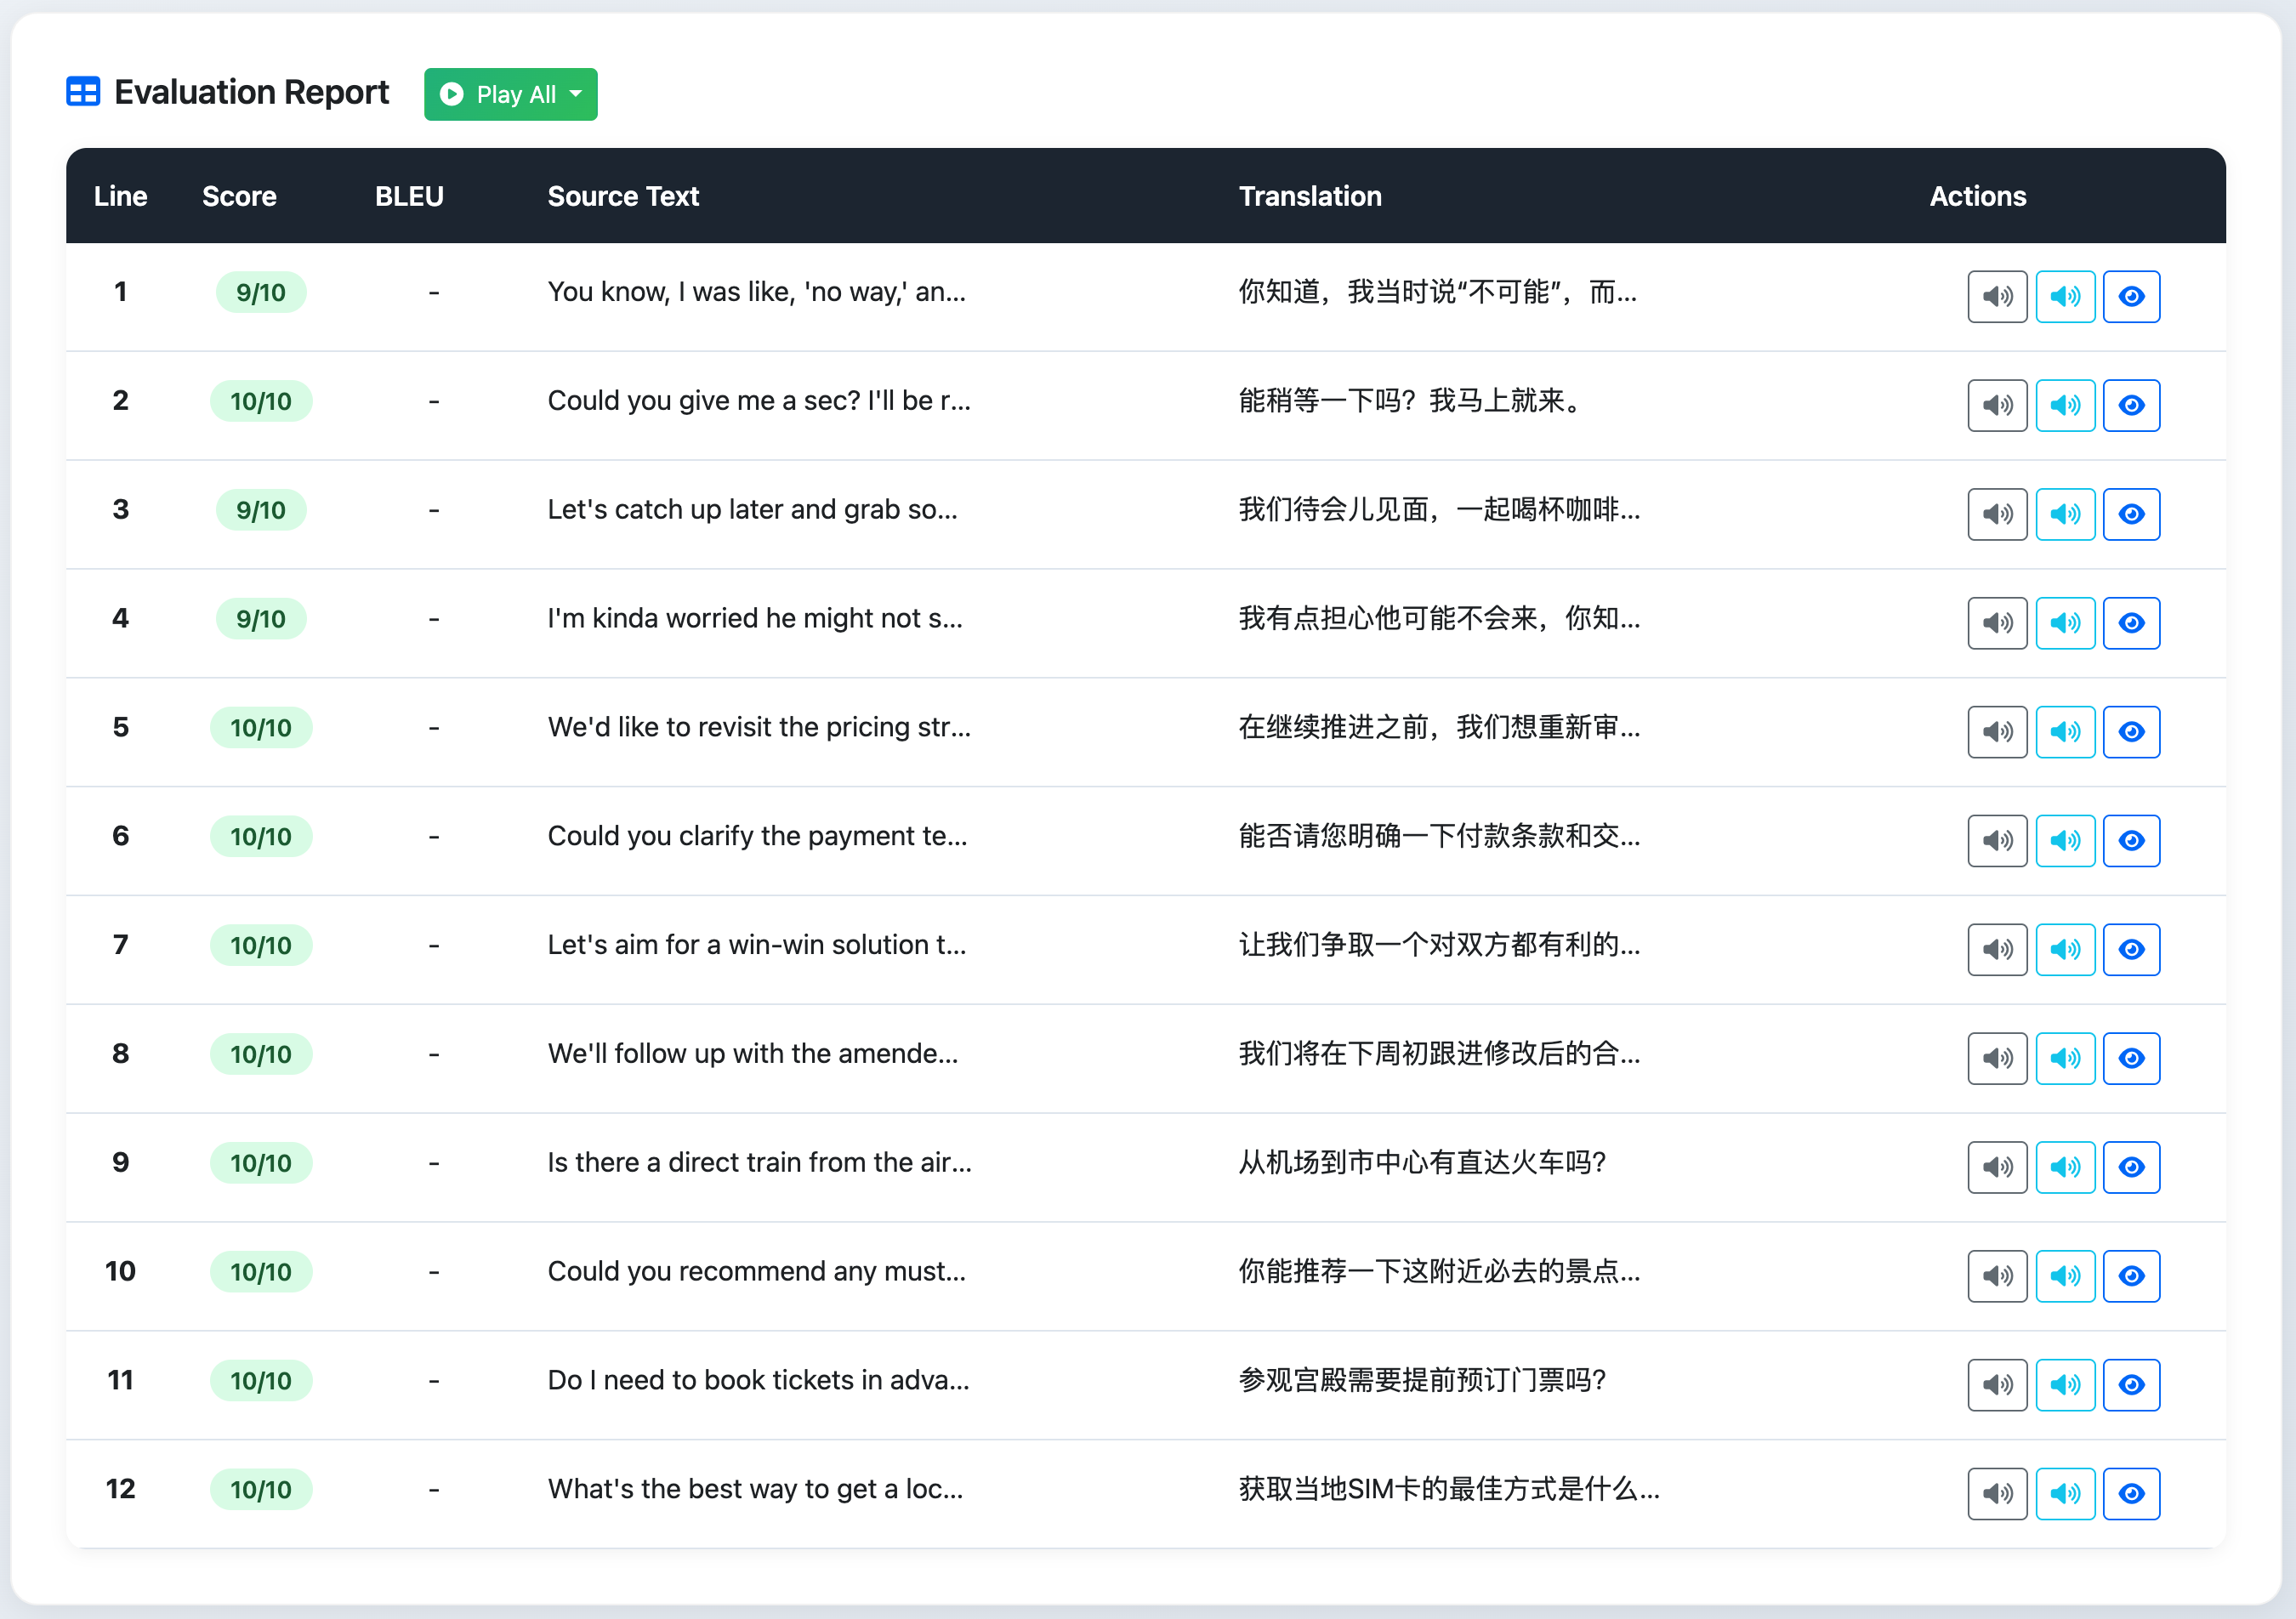 Evaluation Report Play All
Line Score BLEU Source Text Translation Actions
1 9/10 - You know, I was like, 'no way,' an... 你知道，我当时说“不可能”，而...
2 10/10 - Could you give me a sec? I'll be r... 能稍等一下吗？我马上就来。
3 9/10 - Let's catch up later and grab so... 我们待会儿见面，一起喝杯咖啡...
4 9/10 - I'm kinda worried he might not s... 我有点担心他可能不会来，你知...
5 10/10 - We'd like to revisit the pricing str... 在继续推进之前，我们想重新审...
6 10/10 - Could you clarify the payment te... 能否请您明确一下付款条款和交...
7 10/10 - Let's aim for a win-win solution t... 让我们争取一个对双方都有利的...
8 10/10 - We'll follow up with the amende... 我们将在下周初跟进修改后的合...
9 10/10 - Is there a direct train from the air... 从机场到市中心有直达火车吗？
10 10/10 - Could you recommend any must... 你能推荐一下这附近必去的景点...
11 10/10 - Do I need to book tickets in adva... 参观宫殿需要提前预订门票吗？
12 10/10 - What's the best way to get a loc... 获取当地SIM卡的最佳方式是什么...